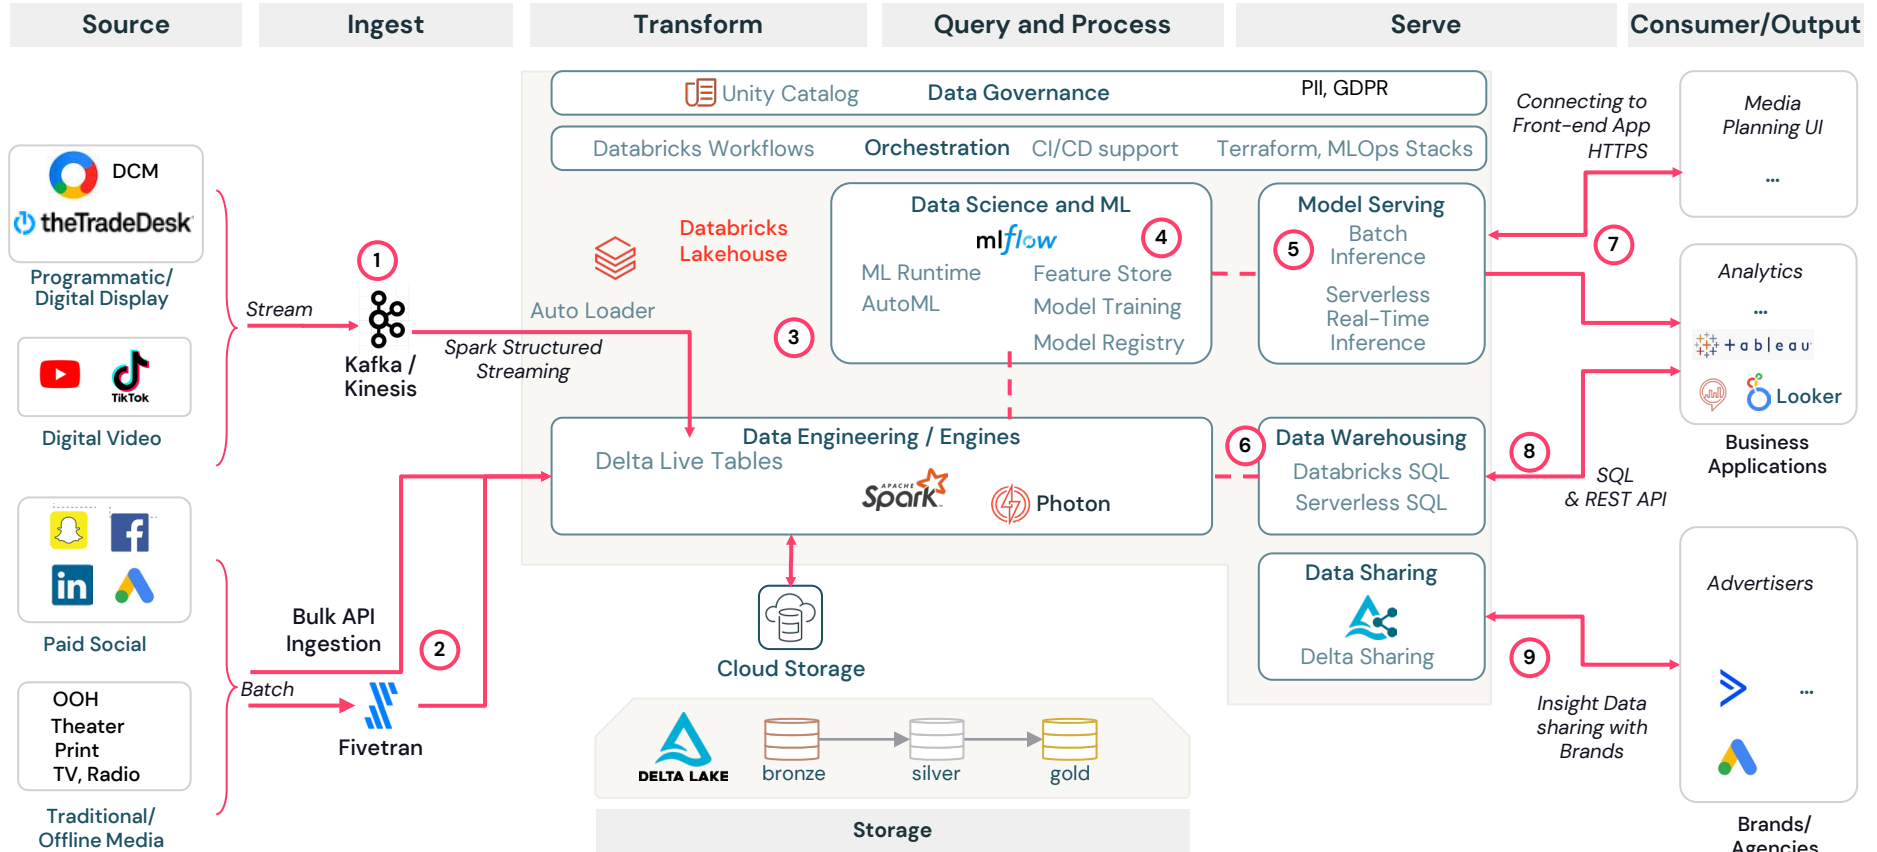 Source
Ingest
Transform
Query and Process
Serve
Consumer/Output
Unity Catalog
Data Governance
PII, GDPR
Databricks Workflows
Orchestration
CI/CD support
Terraform, MLOps Stacks
DCM
theTradeDesk
Programmatic/
Digital Display
TikTok
Digital Video
Paid Social
OOH
Theater
Print
TV, Radio
Traditional/
Offline Media
Stream
1
Kafka /
Kinesis
Spark Structured
Streaming
Bulk API
Ingestion
2
Batch
Fivetran
Databricks
Lakehouse
Auto Loader
3
Data Science and ML
mlflow
4
ML Runtime
AutoML
Feature Store
Model Training
Model Registry
Model Serving
5
Batch
Inference
Serverless
Real-Time
Inference
Data Engineering / Engines
Delta Live Tables
APACHE
Spark
Photon
6
Data Warehousing
Databricks SQL
Serverless SQL
Data Sharing
Delta Sharing
Cloud Storage
DELTA LAKE
bronze
silver
gold
Storage
Connecting to
Front-end App
HTTPS
7
8
SQL
& REST API
9
Insight Data
sharing with
Brands
Media
Planning UI
...
Analytics
...
+ableau
Looker
Business
Applications
Advertisers
...
Brands/
Agencies